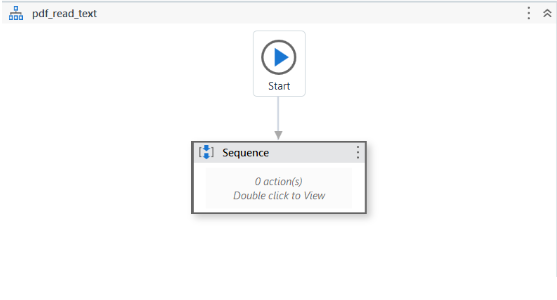 pdf_read_text
Start
Sequence
0 action(s)
Double click to View